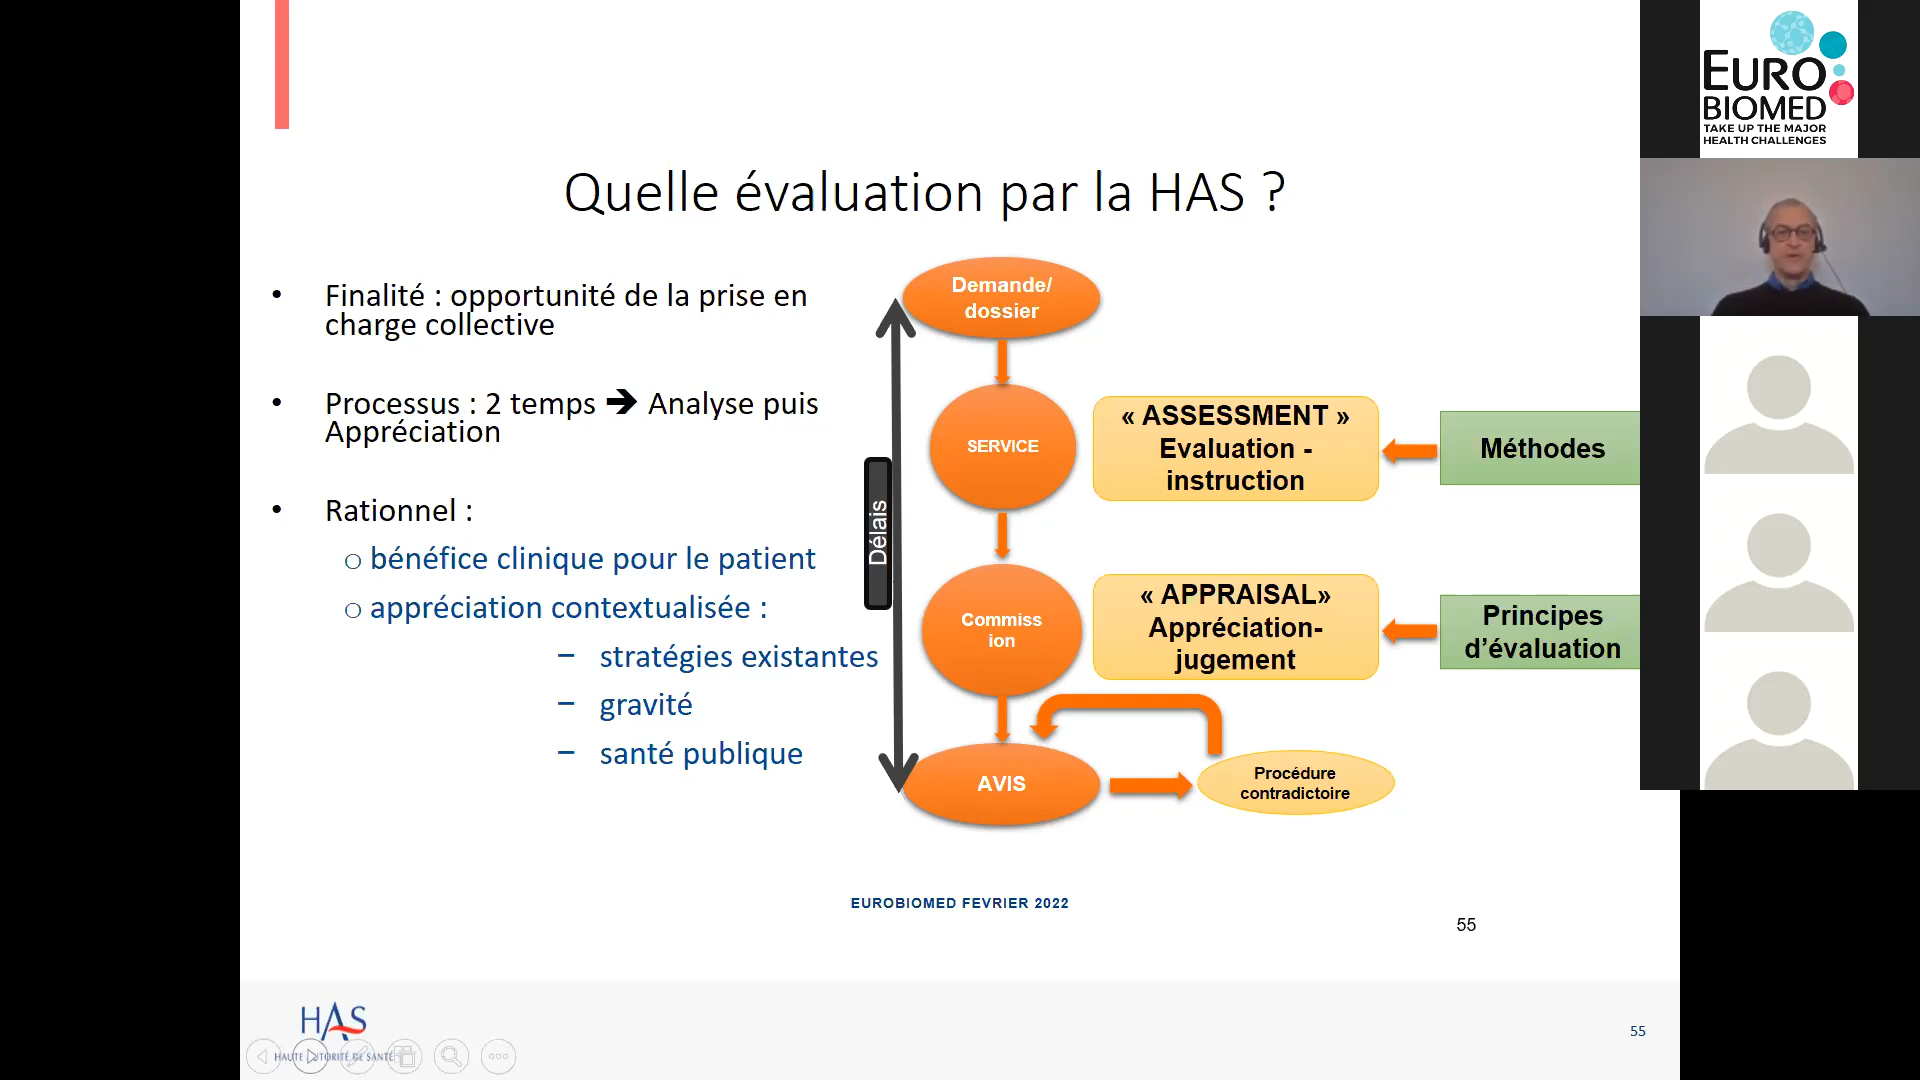 Quelle évaluation par la HAS ?
• Finalité : opportunité de la prise en
charge collective
• Processus : 2 temps 🡺 Analyse puis
Appréciation
• Rationnel :
o bénéfice clinique pour le patient
o appréciation contextualisée :
− stratégies existantes
− gravité
− santé publique
Délais
Demande/
dossier
SERVICE
« ASSESSMENT »
Evaluation -
instruction
Méthodes
Commiss
ion
« APPRAISAL»
Appréciation-
jugement
Principes
d’évaluation
AVIS
Procédure
contradictoire
EUROBIOMED FEVRIER 2022
55
HAS
HAUTE AUTORITÉ DE SANTÉ
55
EURO
BIOMED
TAKE UP THE MAJOR
HEALTH CHALLENGES